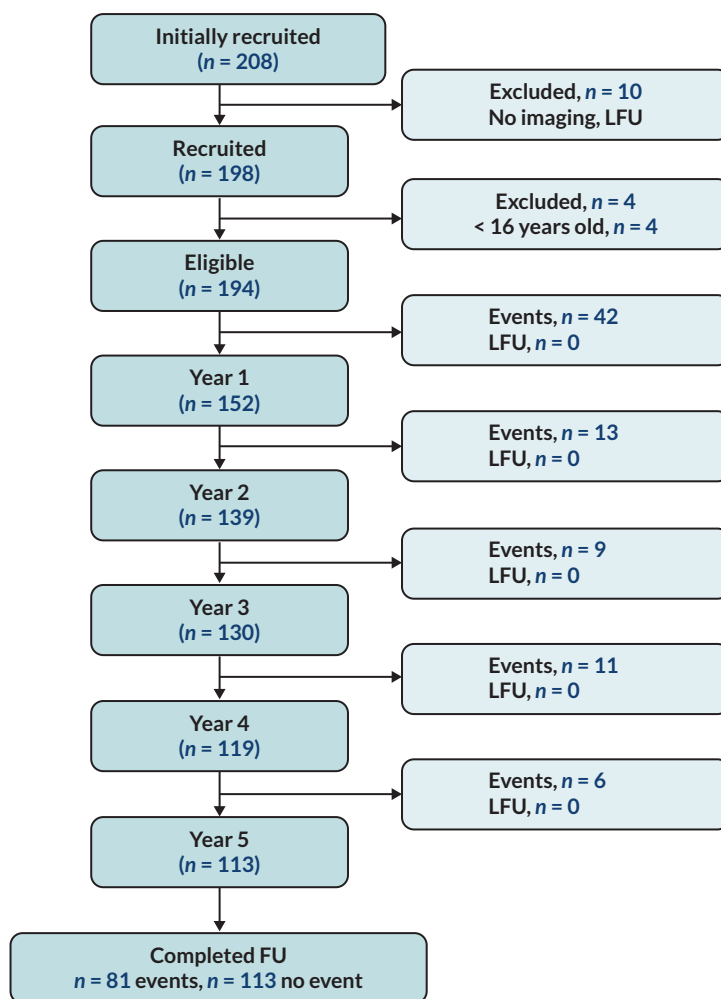 Initially recruited
(n = 208)
Excluded, n = 10
No imaging, LFU
Recruited
(n = 198)
Excluded, n = 4
< 16 years old, n = 4
Eligible
(n = 194)
Events, n = 42
LFU, n = 0
Year 1
(n = 152)
Events, n = 13
LFU, n = 0
Year 2
(n = 139)
Events, n = 9
LFU, n = 0
Year 3
(n = 130)
Events, n = 11
LFU, n = 0
Year 4
(n = 119)
Events, n = 6
LFU, n = 0
Year 5
(n = 113)
Completed FU
n = 81 events, n = 113 no event